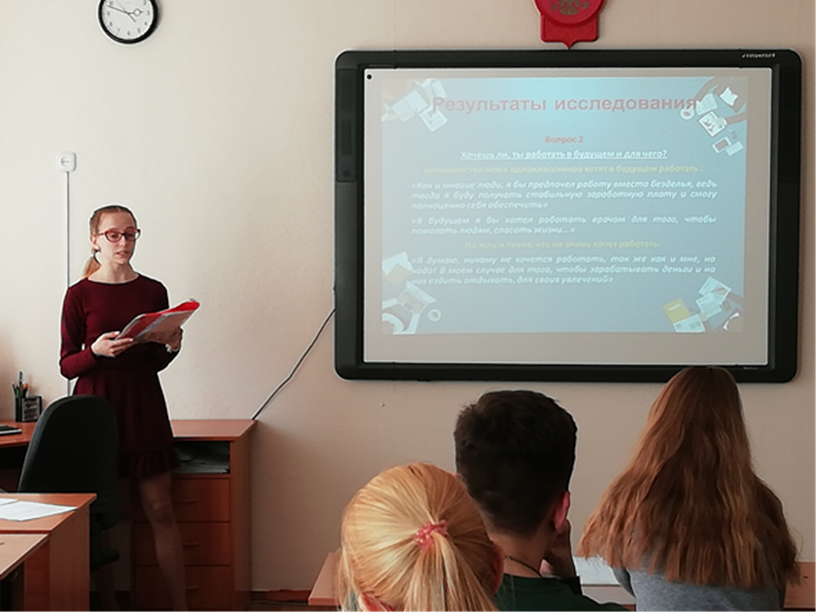 Результаты исследования
Вопрос 2
Хочешь ли, ты работать в будущем и для чего?
Большинство моих одноклассников хотят в будущем работать :
«Как и многие люди, я бы предпочел работу вместо безделья, ведь
тогда я буду получать стабильную заработную плату и смогу
полноценно себя обеспечить»
«В будущем я бы хотел работать врачом для того, чтобы
помогать людям, спасать жизни...»
Но есть и такие, кто не очень хочет работать:
«Я думаю, никому не хочется работать, так же как и мне, но
надо! В моем случае для того, чтобы зарабатывать деньги и на
них ездить отдыхать, для своих увлечений»